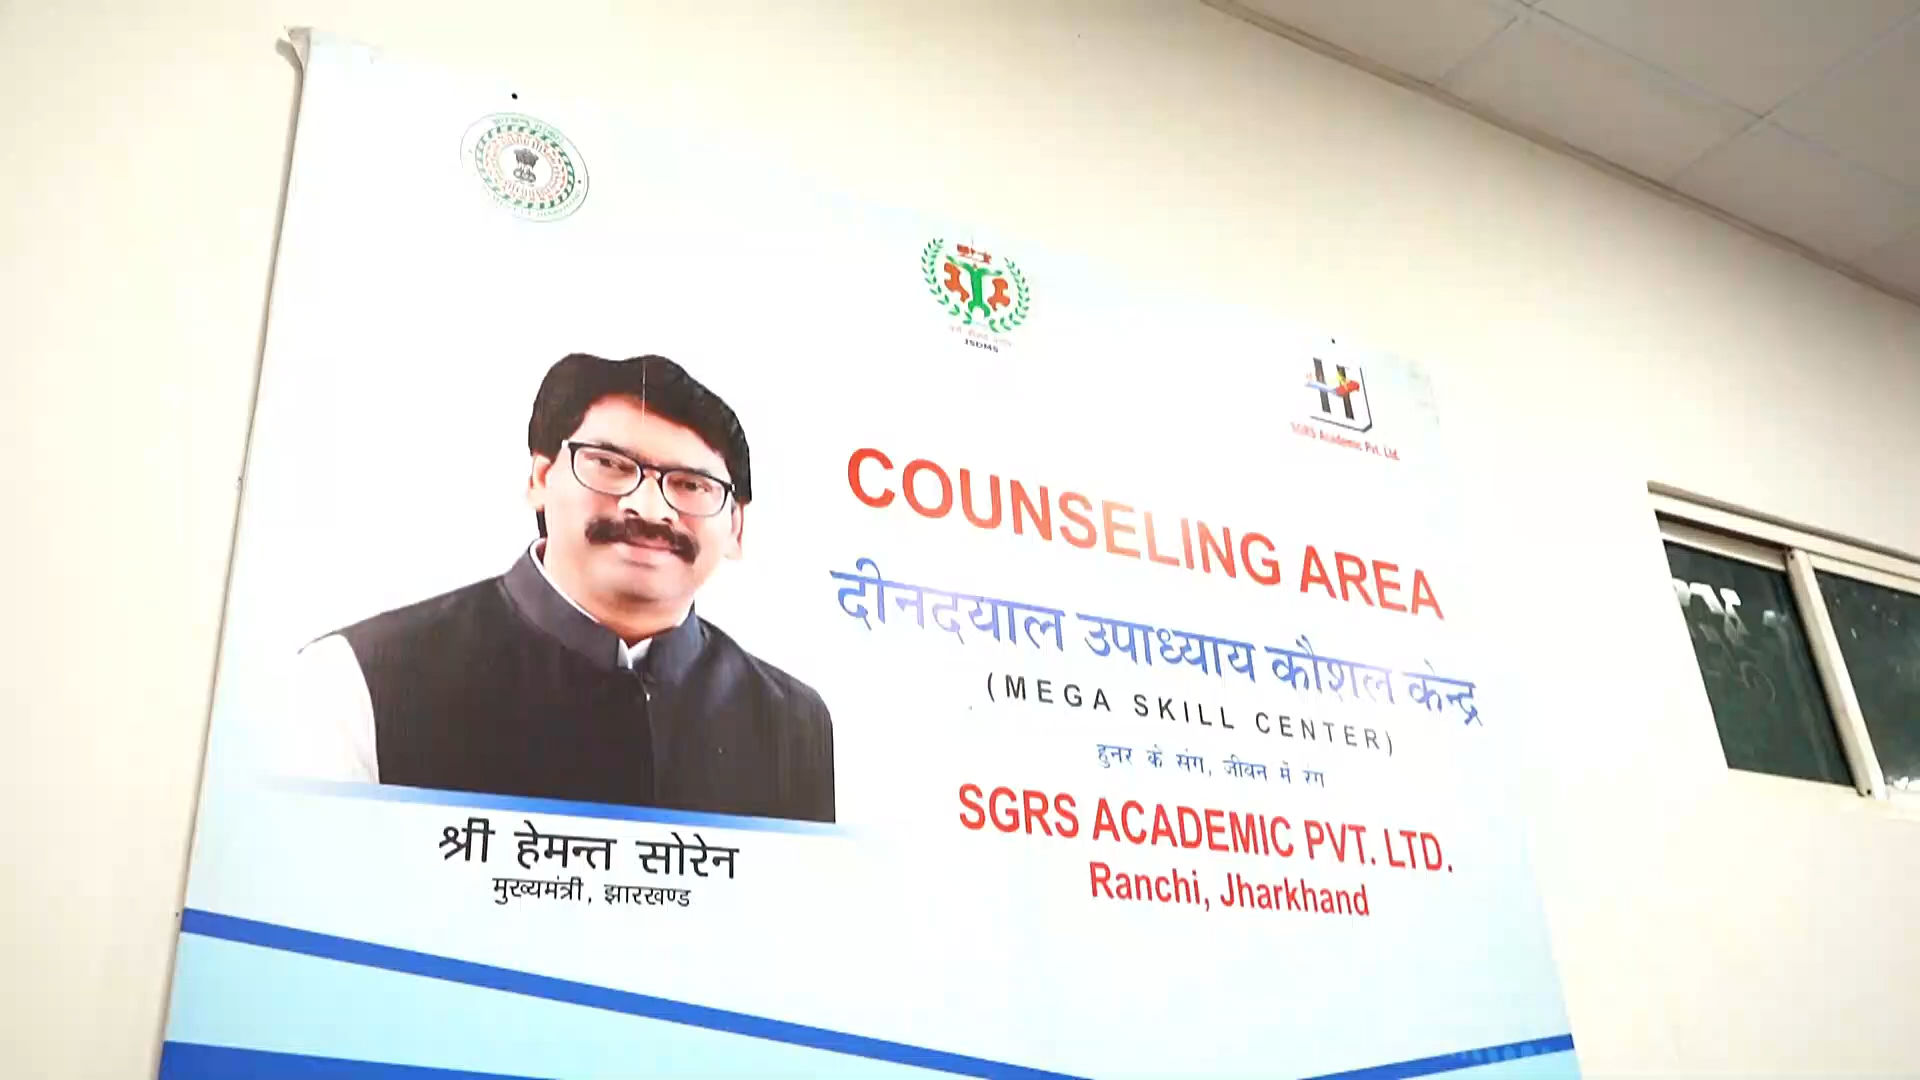 JSDMS
SGRS Academic Pvt. Ltd.
COUNSELING AREA
दीनदयाल उपाध्याय कौशल केन्द्र
(MEGA SKILL CENTER)
हुनर के संग, जीवन में रंग
SGRS ACADEMIC PVT. LTD.
Ranchi, Jharkhand
श्री हेमन्त सोरेन
मुख्यमंत्री, झारखण्ड